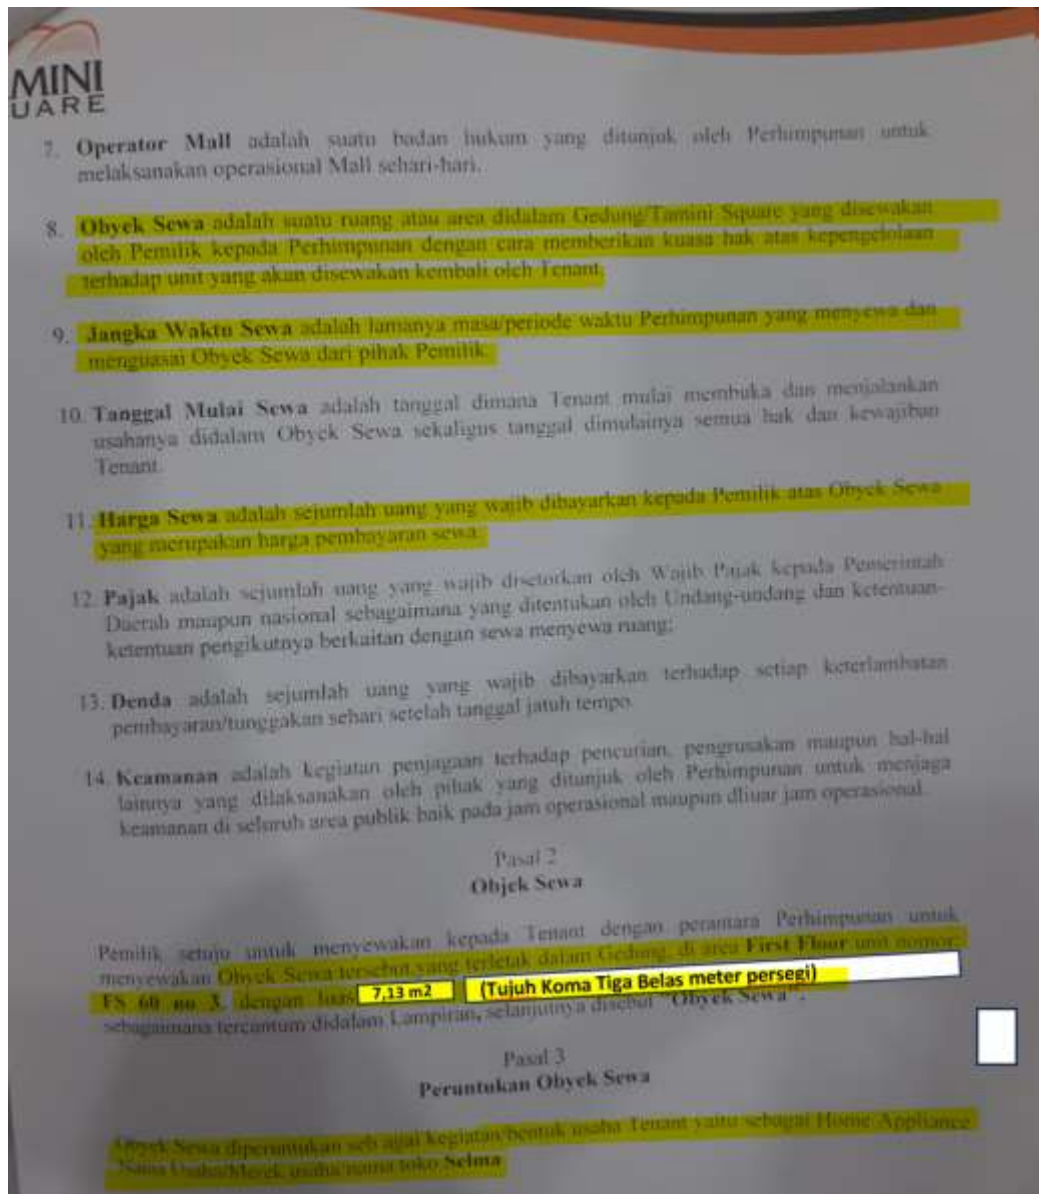 MINI
UARE
7. Operator Mall adalah suatu badan hukum yang ditunjuk oleh Perhimpunan untuk
melaksanakan operasional Mall sehari-hari.
8. Obyek Sewa adalah suatu ruang atau area didalam Gedung/Tamini Square yang disewakan
oleh Pemilik kepada Perhimpunan dengan cara memberikan kuasa hak atas kepengelolaan
terhadap unit yang akan disewakan kembali oleh Tenant.
9. Jangka Waktu Sewa adalah lamanya masa/periode waktu Perhimpunan yang menyewa dan
menguasai Obyek Sewa dari pihak Pemilik.
10. Tanggal Mulai Sewa adalah tanggal dimana Tenant mulai membuka dan menjalankan
usahanya didalam Obyek Sewa sekaligus tanggal dimulainya semua hak dan kewajiban
Tenant.
11. Harga Sewa adalah sejumlah uang yang wajib dibayarkan kepada Pemilik atas Obyek Sewa
yang merupakan harga pembayaran sewa.
12. Pajak adalah sejumlah uang yang wajib disetorkan oleh Wajib Pajak kepada Pemerintah
Daerah maupun nasional sebagaimana yang ditentukan oleh Undang-undang dan ketentuan-
ketentuan pengikutnya berkaitan dengan sewa menyewa ruang;
13. Denda adalah sejumlah uang yang wajib dibayarkan terhadap setiap keterlambatan
pembayaran/tunggakan sehari setelah tanggal jatuh tempo.
14. Keamanan adalah kegiatan penjagaan terhadap pencurian, pengrusakan maupun hal-hal
lainnya yang dilaksanakan oleh pihak yang ditunjuk oleh Perhimpunan untuk menjaga
keamanan di seluruh area publik baik pada jam operasional maupun dliuar jam operasional.
Pasal 2
Objek Sewa
Pemilik setuju untuk menyewakan kepada Tenant dengan perantara Perhimpunan untuk
menyewakan Obyek Sewa tersebut yang terletak dalam Gedung, di area First Floor unit nomor:
FS 60 no 3, dengan luas 7,13 m2 (Tujuh Koma Tiga Belas meter persegi)
sebagaimana tercantum didalam Lampiran, selanjutnya disebut "Obyek Sewa".
Pasal 3
Peruntukan Obyek Sewa
Obyek Sewa diperuntukan seb agai kegiatan/bentuk usaha Tenant yaitu sebagai Home Appliance
Nama Usaha/Merek usaha/nama toko Selma